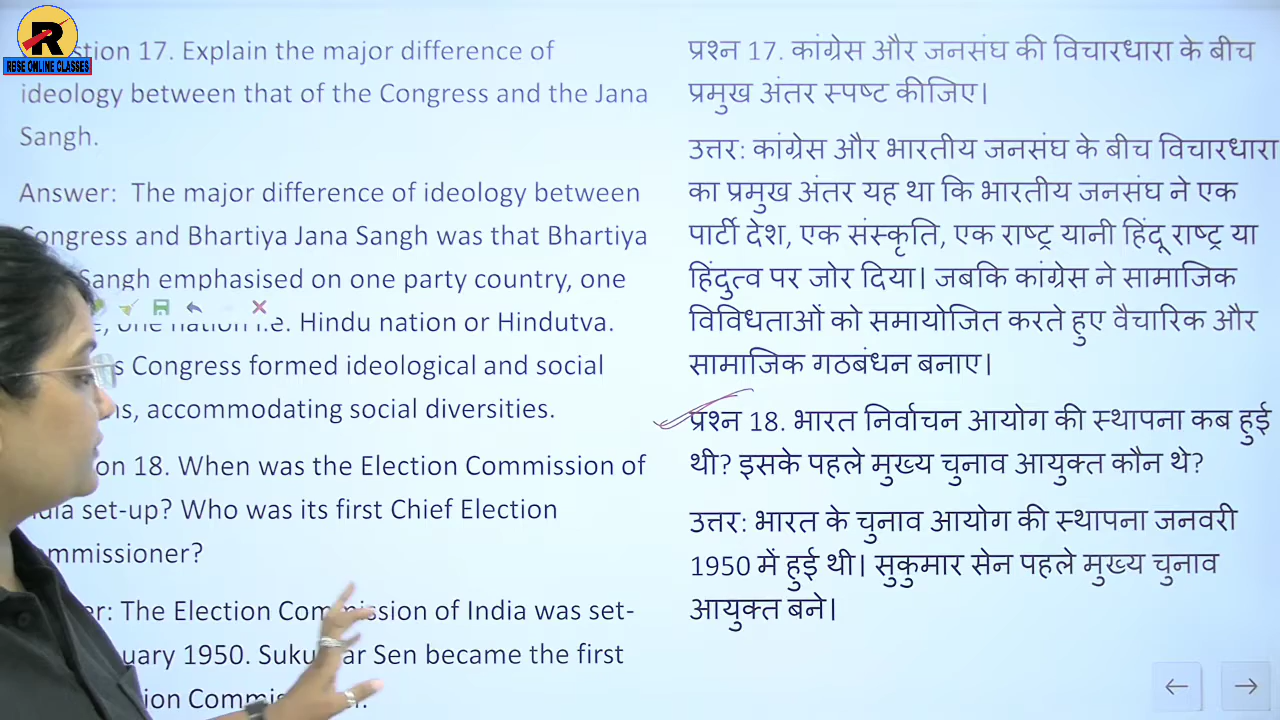 R
RBSE ONLINE CLASSES
stion 17. Explain the major difference of
ideology between that of the Congress and the Jana
Sangh.
Answer: The major difference of ideology between
Congress and Bhartiya Jana Sangh was that Bhartiya
Sangh emphasised on one party country, one
one nation i.e. Hindu nation or Hindutva.
s Congress formed ideological and social
ns, accommodating social diversities.
on 18. When was the Election Commission of
India set-up? Who was its first Chief Election
ommissioner?
er: The Election Commission of India was set-
uary 1950. Sukumar Sen became the first
ion
प्रश्न 17. कांग्रेस और जनसंघ की विचारधारा के बीच
प्रमुख अंतर स्पष्ट कीजिए।
उत्तर: कांग्रेस और भारतीय जनसंघ के बीच विचारधारा
का प्रमुख अंतर यह था कि भारतीय जनसंघ ने एक
पार्टी देश, एक संस्कृति, एक राष्ट्र यानी हिंदू राष्ट्र या
हिंदुत्व पर जोर दिया। जबकि कांग्रेस ने सामाजिक
विविधताओं को समायोजित करते हुए वैचारिक और
सामाजिक गठबंधन बनाए।
प्रश्न 18. भारत निर्वाचन आयोग की स्थापना कब हुई
थी? इसके पहले मुख्य चुनाव आयुक्त कौन थे?
उत्तर: भारत के चुनाव आयोग की स्थापना जनवरी
1950 में हुई थी। सुकुमार सेन पहले मुख्य चुनाव
आयुक्त बने।